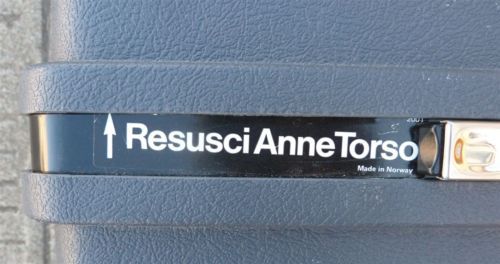 Resusci Anne Torso
Made in Norway